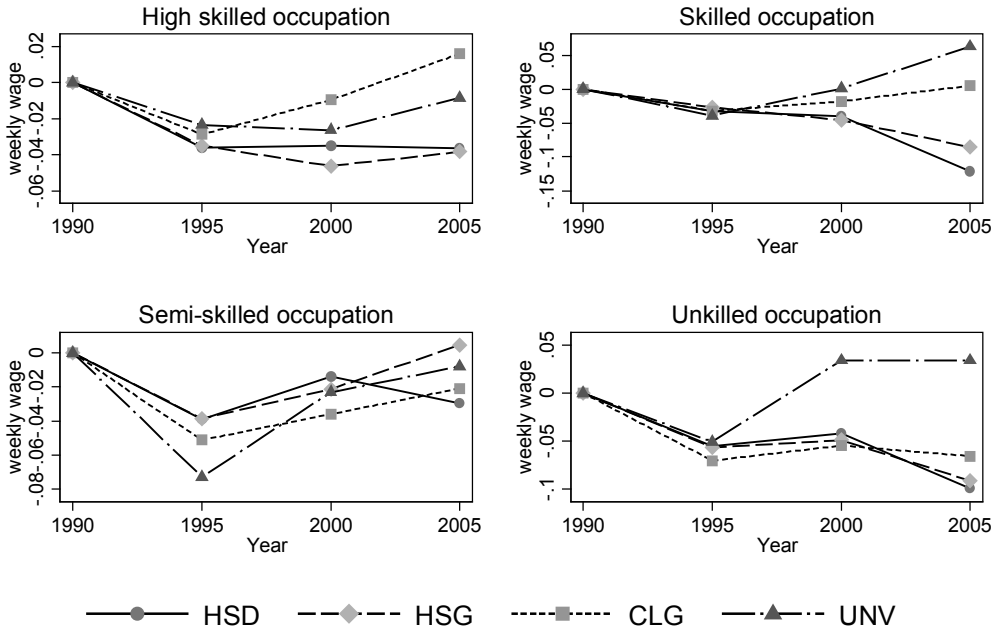 High skilled occupation
weekly wage
.02
0
-.02
-.04
-.06
1990 1995 2000 2005
Year
Skilled occupation
weekly wage
.05
0
-.05
-.1
-.15
1990 1995 2000 2005
Year
Semi-skilled occupation
weekly wage
0
-.02
-.04
-.06
-.08
1990 1995 2000 2005
Year
Unkilled occupation
weekly wage
.05
0
-.05
-.1
1990 1995 2000 2005
Year
HSD HSG CLG UNV